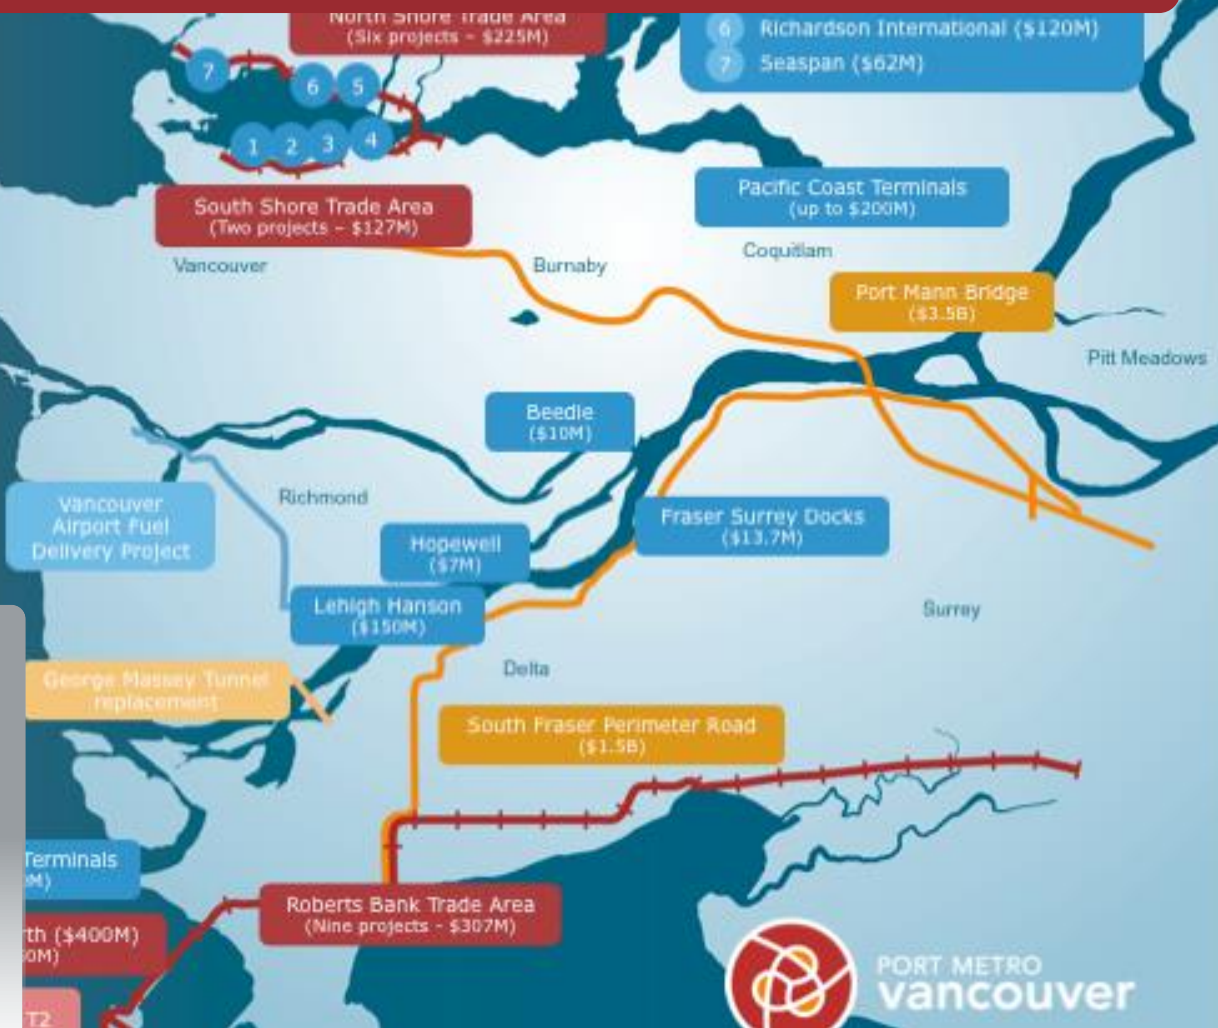 North Shore Trade Area
(Six projects – $225M)
6 Richardson International ($120M)
7 Seaspan ($62M)
7
6
5
1
2
3
4
South Shore Trade Area
(Two projects – $127M)
Pacific Coast Terminals
(up to $200M)
Vancouver
Burnaby
Coquitlam
Port Mann Bridge
($3.5B)
Pitt Meadows
Beedie
($10M)
Richmond
Vancouver
Airport Fuel
Delivery Project
Fraser Surrey Docks
($13.7M)
Hopewell
($7M)
Lehigh Hanson
($150M)
Surrey
Delta
George Massey Tunnel
replacement
South Fraser Perimeter Road
($1.5B)
Terminals
M)
Roberts Bank Trade Area
(Nine projects - $307M)
rth ($400M)
0M)
T2
PORT METRO
vancouver